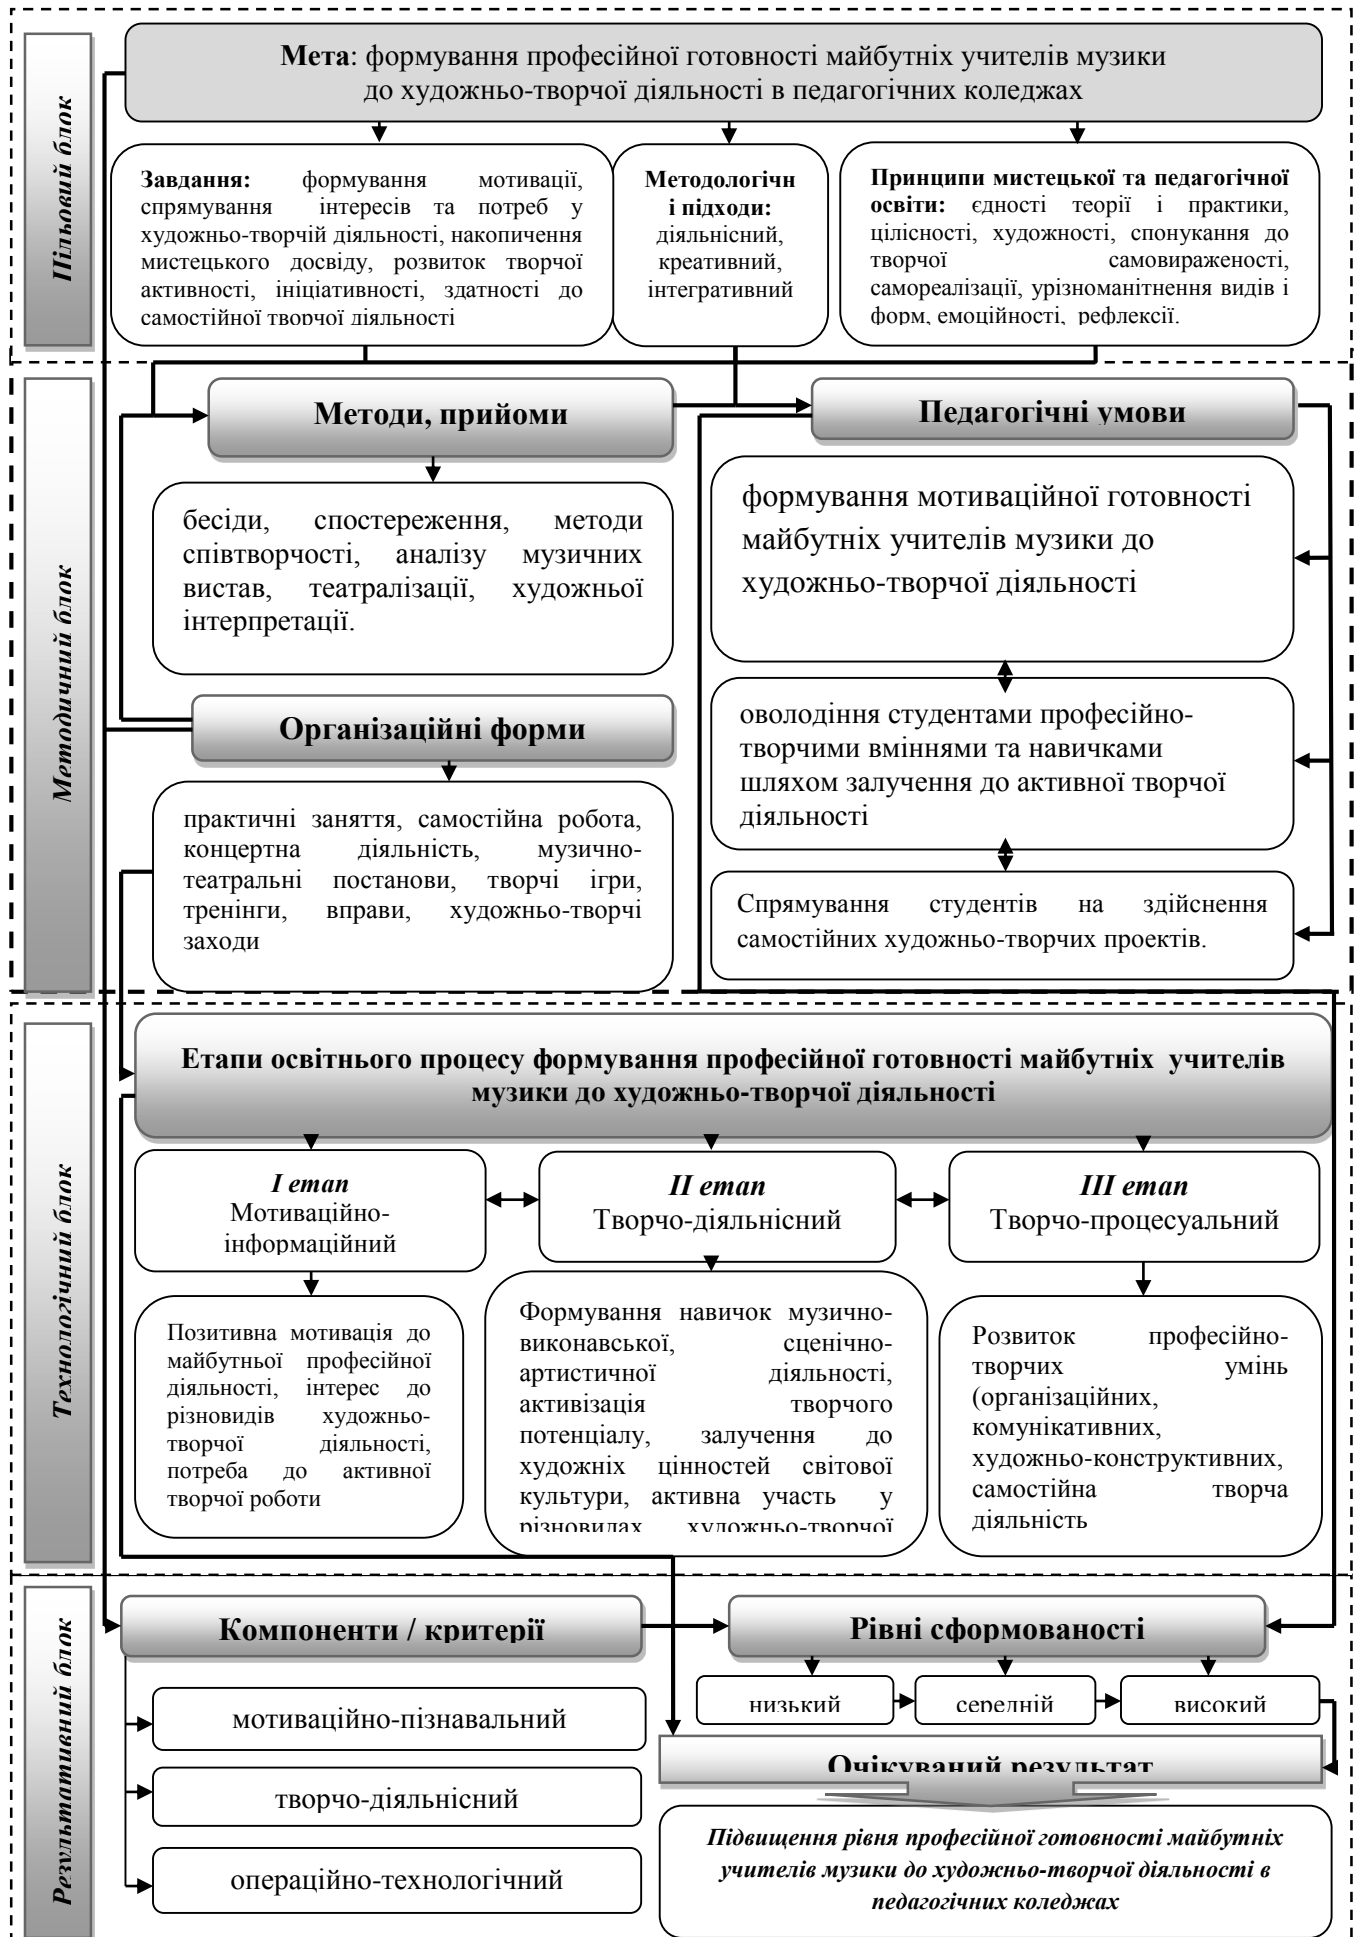 Цільовий блок
Мета: формування професійної готовності майбутніх учителів музики
до художньо-творчої діяльності в педагогічних коледжах
Завдання: формування мотивації,
спрямування інтересів та потреб у
художньо-творчій діяльності, накопичення
мистецького досвіду, розвиток творчої
активності, ініціативності, здатності до
самостійної творчої діяльності
Методологічн
і підходи:
діяльнісний,
креативний,
інтегративний
Принципи мистецької та педагогічної
освіти: єдності теорії і практики,
цілісності, художності, спонукання до
творчої самовираженості,
самореалізації, урізноманітнення видів і
форм, емоційності, рефлексії.
Методичний блок
Методи, прийоми
бесіди, спостереження, методи
співтворчості, аналізу музичних
вистав, театралізації, художньої
інтерпретації.
Організаційні форми
практичні заняття, самостійна робота,
концертна діяльність, музично-
театральні постанови, творчі ігри,
тренінги, вправи, художньо-творчі
заходи
Педагогічні умови
формування мотиваційної готовності
майбутніх учителів музики до
художньо-творчої діяльності
оволодіння студентами професійно-
творчими вміннями та навичками
шляхом залучення до активної творчої
діяльності
Спрямування студентів на здійснення
самостійних художньо-творчих проектів.
Технологічний блок
Етапи освітнього процесу формування професійної готовності майбутніх учителів
музики до художньо-творчої діяльності
I етап
Мотиваційно-
інформаційний
II етап
Творчо-діяльнісний
III етап
Творчо-процесуальний
Позитивна мотивація до
майбутньої професійної
діяльності, інтерес до
різновидів художньо-
творчої діяльності,
потреба до активної
творчої роботи
Формування навичок музично-
виконавської, сценічно-
артистичної діяльності,
активізація творчого
потенціалу, залучення до
художніх цінностей світової
культури, активна участь у
різновидах художньо-творчої
Розвиток професійно-
творчих умінь
(організаційних,
комунікативних,
художньо-конструктивних,
самостійна творча
діяльність
Результативний блок
Компоненти / критерії
мотиваційно-пізнавальний
творчо-діяльнісний
операційно-технологічний
Рівні сформованості
низький
середній
високий
Очікуваний результат
Підвищення рівня професійної готовності майбутніх
учителів музики до художньо-творчої діяльності в
педагогічних коледжах